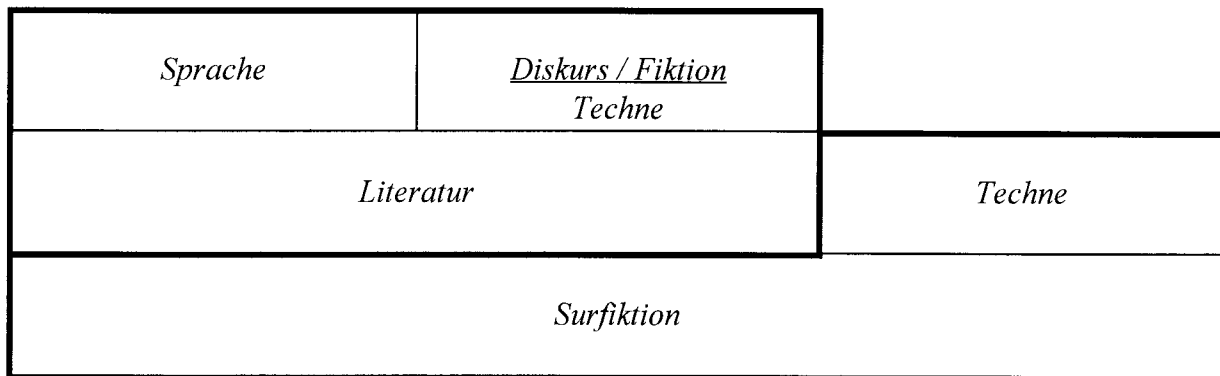 Sprache
Diskurs / Fiktion
Techne
Literatur
Techne
Surfiktion